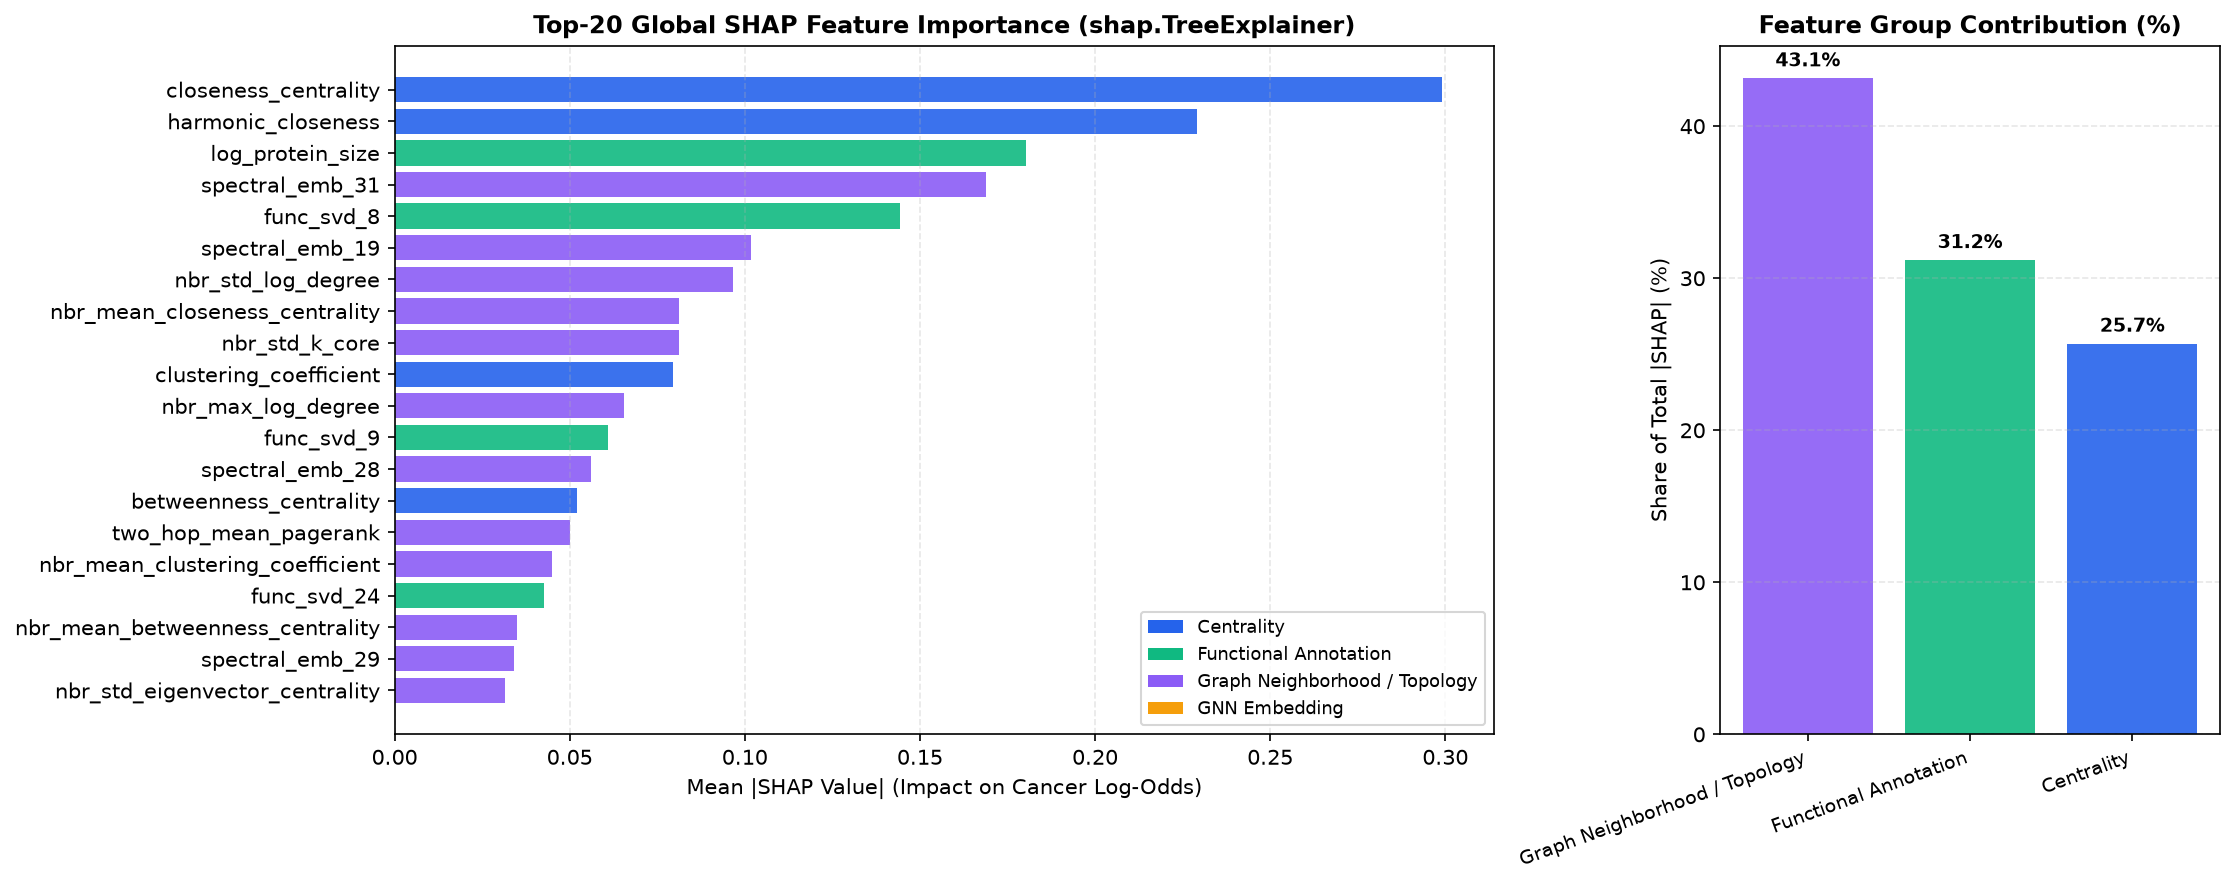 Top-20 Global SHAP Feature Importance (shap.TreeExplainer)
closeness_centrality
harmonic_closeness
log_protein_size
spectral_emb_31
func_svd_8
spectral_emb_19
nbr_std_log_degree
nbr_mean_closeness_centrality
nbr_std_k_core
clustering_coefficient
nbr_max_log_degree
func_svd_9
spectral_emb_28
betweenness_centrality
two_hop_mean_pagerank
nbr_mean_clustering_coefficient
func_svd_24
nbr_mean_betweenness_centrality
spectral_emb_29
nbr_std_eigenvector_centrality
Centrality
Functional Annotation
Graph Neighborhood / Topology
GNN Embedding
0.00 0.05 0.10 0.15 0.20 0.25 0.30
Mean |SHAP Value| (Impact on Cancer Log-Odds)
Feature Group Contribution (%)
Share of Total |SHAP| (%)
40
30
20
10
0
43.1%
31.2%
25.7%
Graph Neighborhood / Topology
Functional Annotation
Centrality